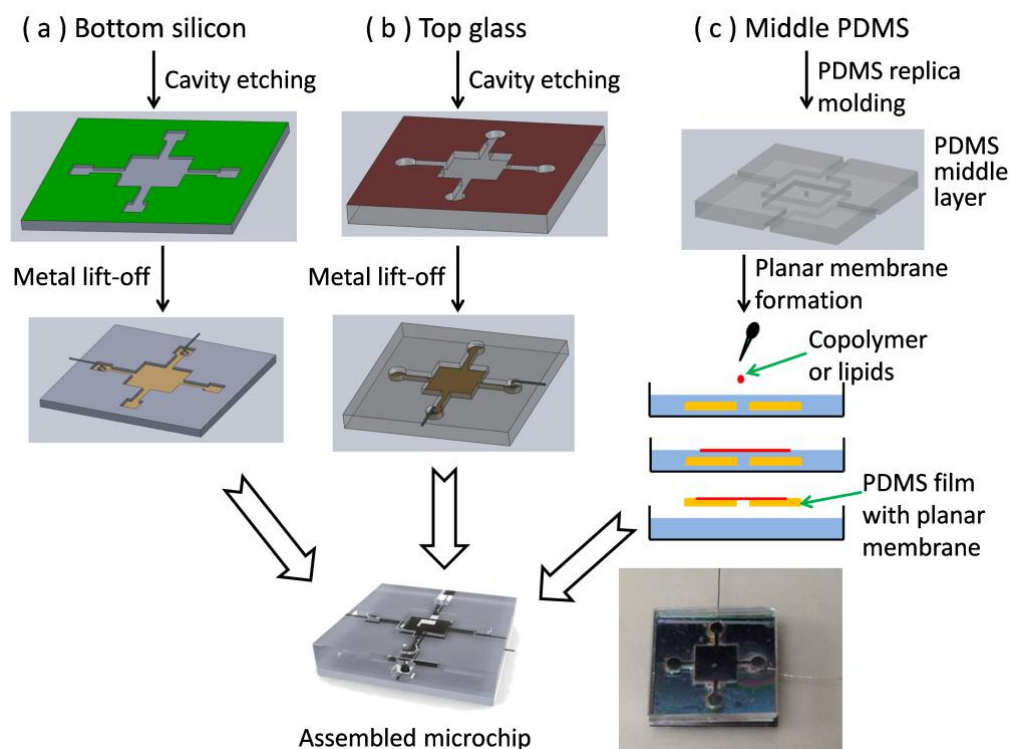 ( a ) Bottom silicon
Cavity etching
Metal lift-off
( b ) Top glass
Cavity etching
Metal lift-off
( c ) Middle PDMS
PDMS replica
molding
PDMS
middle
layer
Planar membrane
formation
Copolymer
or lipids
PDMS film
with planar
membrane
Assembled microchip